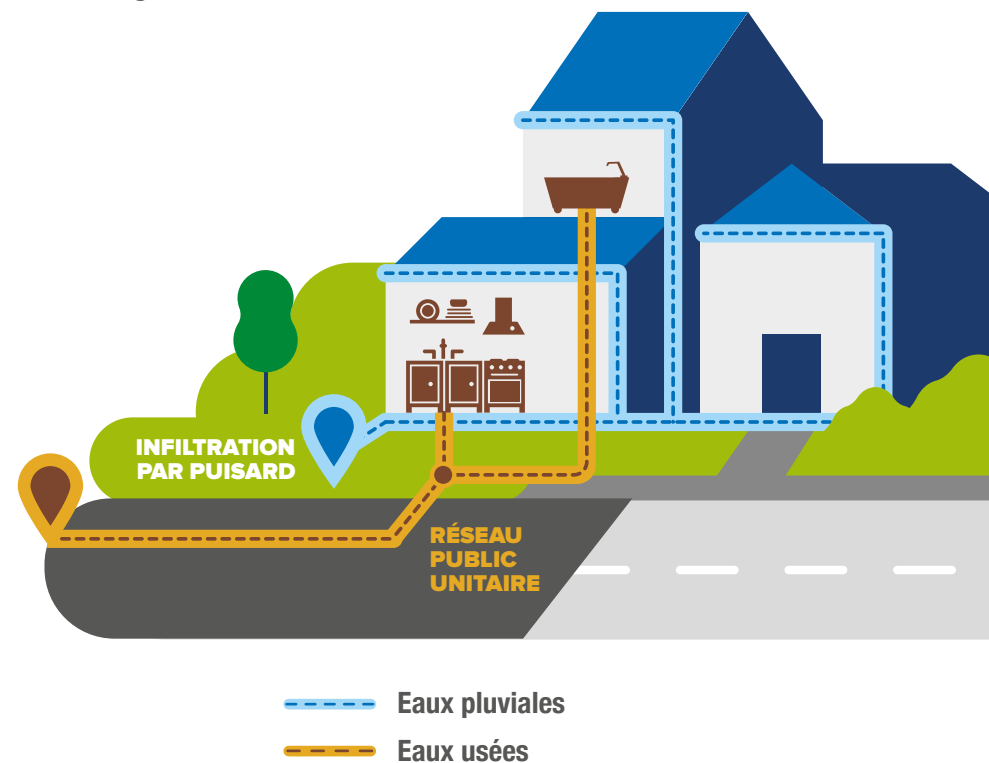 INFILTRATION
PAR PUISARD
RÉSEAU
PUBLIC
UNITAIRE
Eaux pluviales
Eaux usées